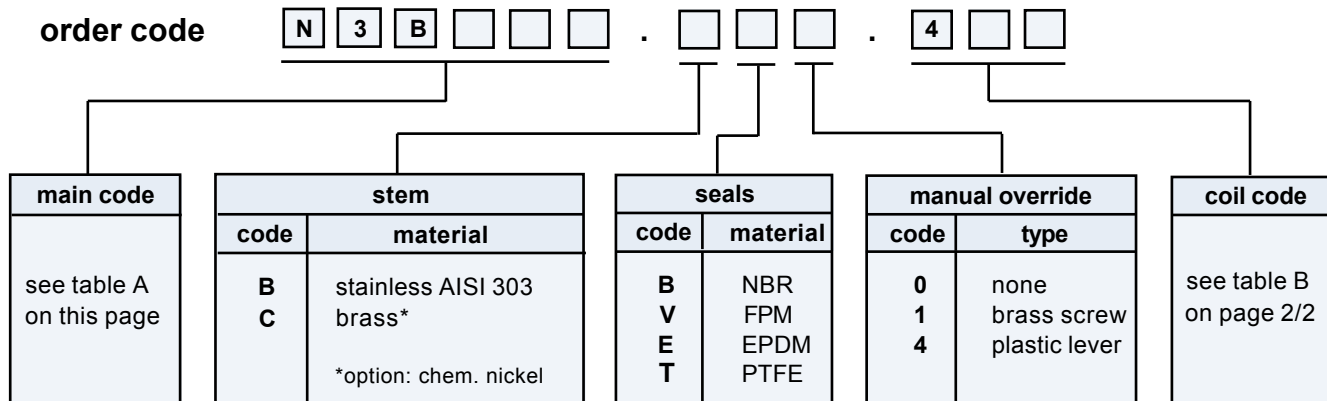 order code N 3 B . . 4
main code
see table A
on this page
stem
code material
B stainless AISI 303
C brass*
*option: chem. nickel
seals
code material
B NBR
V FPM
E EPDM
T PTFE
manual override
code type
0 none
1 brass screw
4 plastic lever
coil code
see table B
on page 2/2